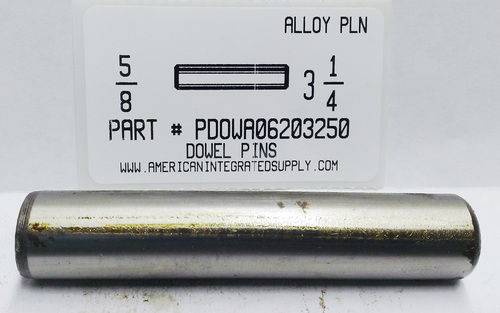 ALLOY PLN
5/8 3 1/4
PART # PDOWA06203250
DOWEL PINS
WWW.AMERICANINTEGRATEDSUPPLY.COM